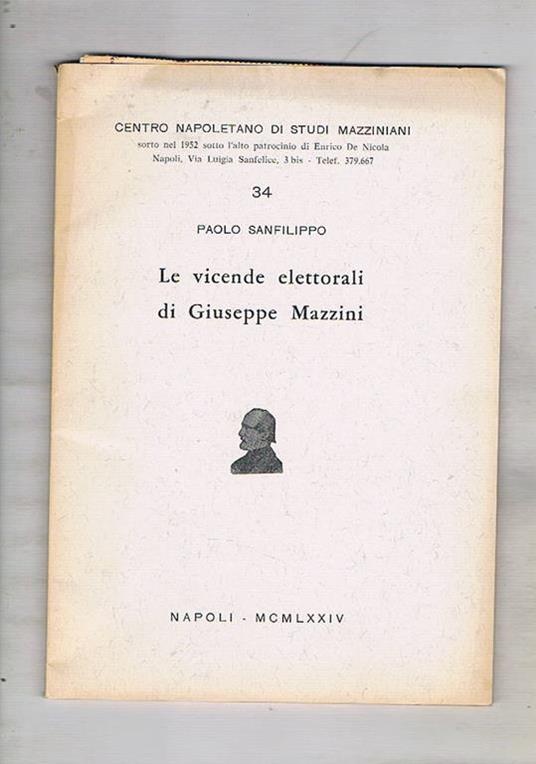 CENTRO NAPOLETANO DI STUDI MAZZINIANI
sorto nel 1952 sotto l'alto patrocinio di Enrico De Nicola
Napoli, Via Luigia Sanfelice, 3 bis - Telef. 379.667
34
PAOLO SANFILIPPO
Le vicende elettorali
di Giuseppe Mazzini
NAPOLI - MCMLXXIV